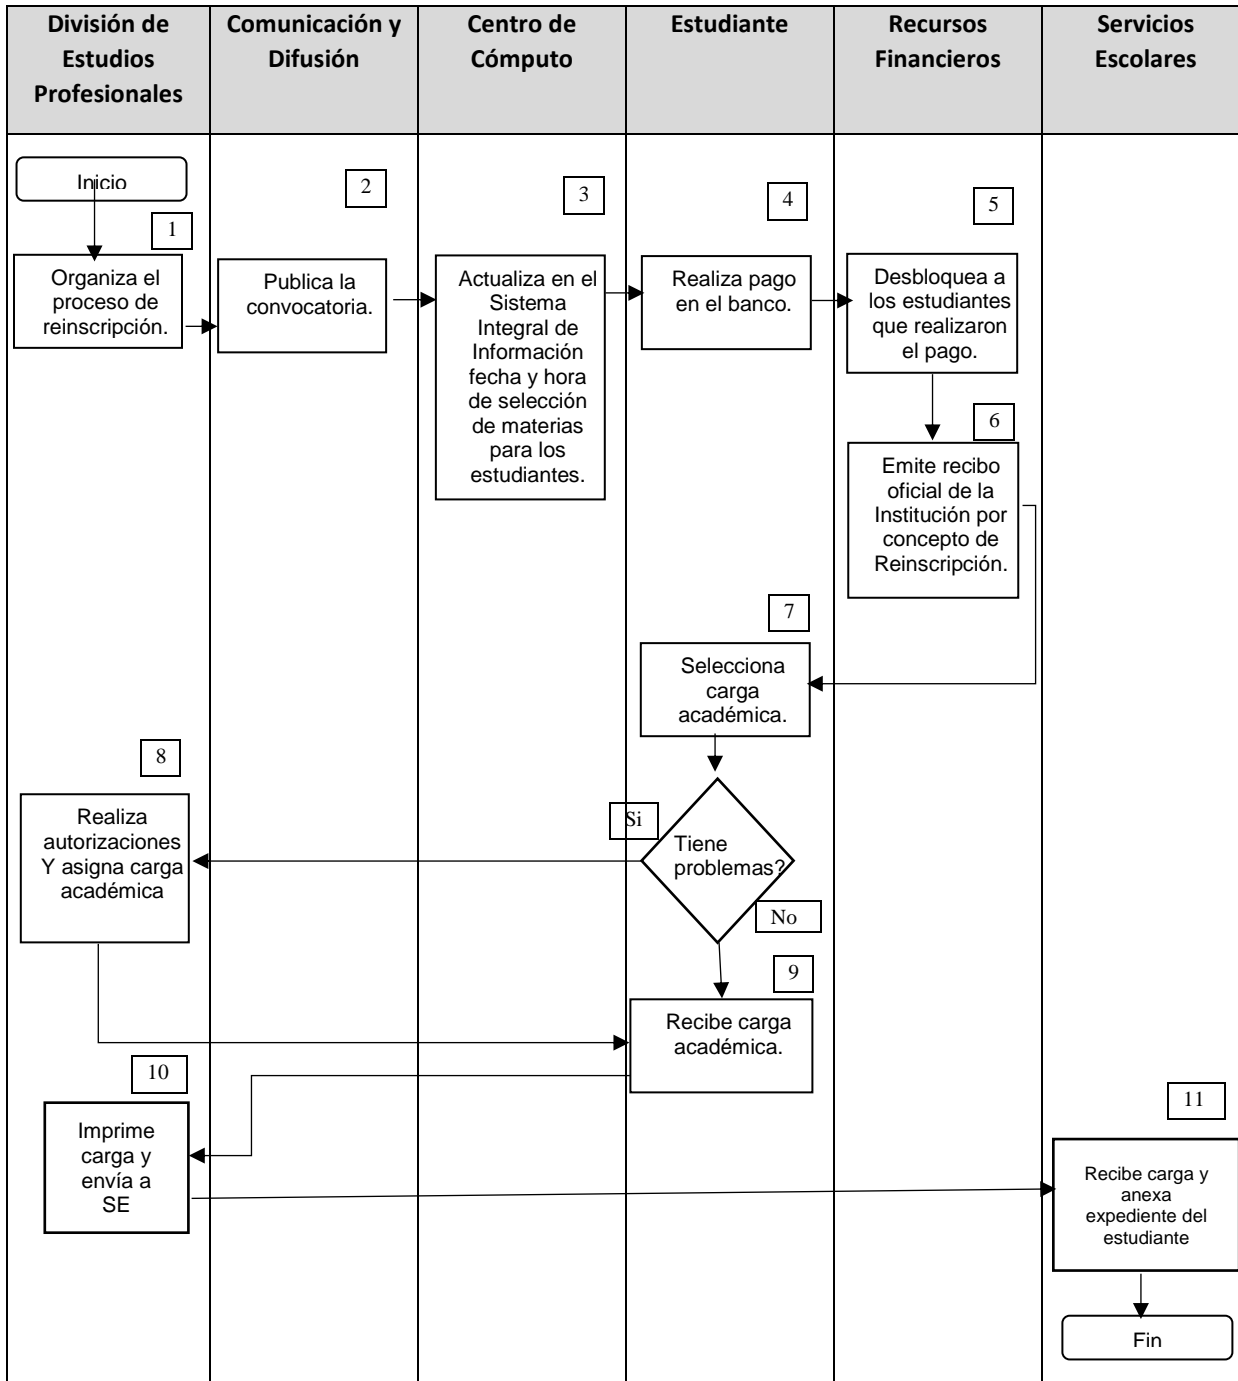 División de
Estudios
Profesionales
Comunicación y
Difusión
Centro de
Cómputo
Estudiante
Recursos
Financieros
Servicios
Escolares
Inicio
1
2
3
4
5
Organiza el
proceso de
reinscripción.
Publica la
convocatoria.
Actualiza en el
Sistema
Integral de
Información
fecha y hora
de selección
de materias
para los
estudiantes.
Realiza pago
en el banco.
Desbloquea a
los estudiantes
que realizaron
el pago.
6
Emite recibo
oficial de la
Institución por
concepto de
Reinscripción.
7
Selecciona
carga
académica.
8
Realiza
autorizaciones
Y asigna carga
académica
Si
Tiene
problemas?
No
9
Recibe carga
académica.
10
Imprime
carga y
envía a
SE
11
Recibe carga y
anexa
expediente del
estudiante
Fin